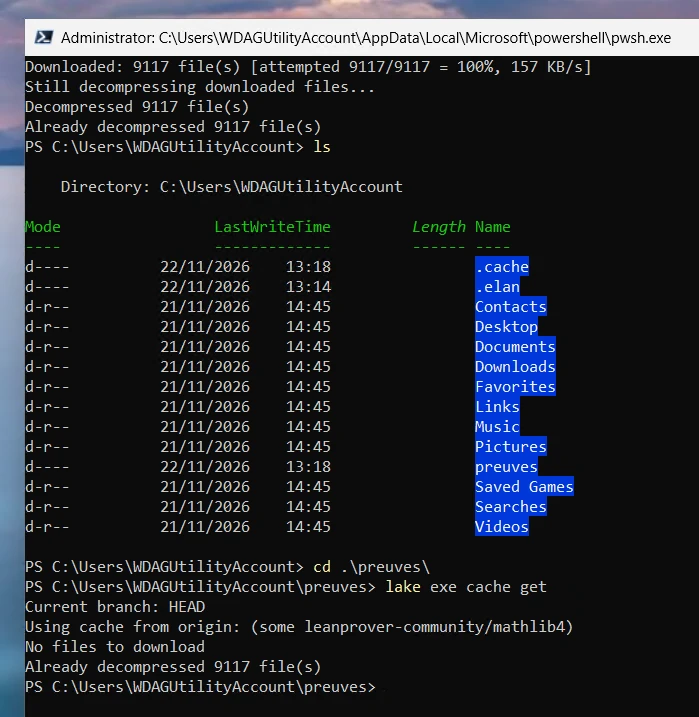 Administrator: C:\Users\WDAGUtilityAccount\AppData\Local\Microsoft\powershell\pwsh.exe
Downloaded: 9117 file(s) [attempted 9117/9117 = 100%, 157 KB/s]
Still decompressing downloaded files...
Decompressed 9117 file(s)
Already decompressed 9117 file(s)
PS C:\Users\WDAGUtilityAccount> ls
Directory: C:\Users\WDAGUtilityAccount
Mode LastWriteTime Length Name
---- ------------- ------ ----
d---- 22/11/2026 13:18 .cache
d---- 22/11/2026 13:14 .elan
d-r-- 21/11/2026 14:45 Contacts
d-r-- 21/11/2026 14:45 Desktop
d-r-- 21/11/2026 14:45 Documents
d-r-- 21/11/2026 14:45 Downloads
d-r-- 21/11/2026 14:45 Favorites
d-r-- 21/11/2026 14:45 Links
d-r-- 21/11/2026 14:45 Music
d-r-- 21/11/2026 14:45 Pictures
d---- 22/11/2026 13:18 preuves
d-r-- 21/11/2026 14:45 Saved Games
d-r-- 21/11/2026 14:45 Searches
d-r-- 21/11/2026 14:45 Videos
PS C:\Users\WDAGUtilityAccount> cd .\preuves\
PS C:\Users\WDAGUtilityAccount\preuves> lake exe cache get
Current branch: HEAD
Using cache from origin: (some leanprover-community/mathlib4)
No files to download
Already decompressed 9117 file(s)
PS C:\Users\WDAGUtilityAccount\preuves>